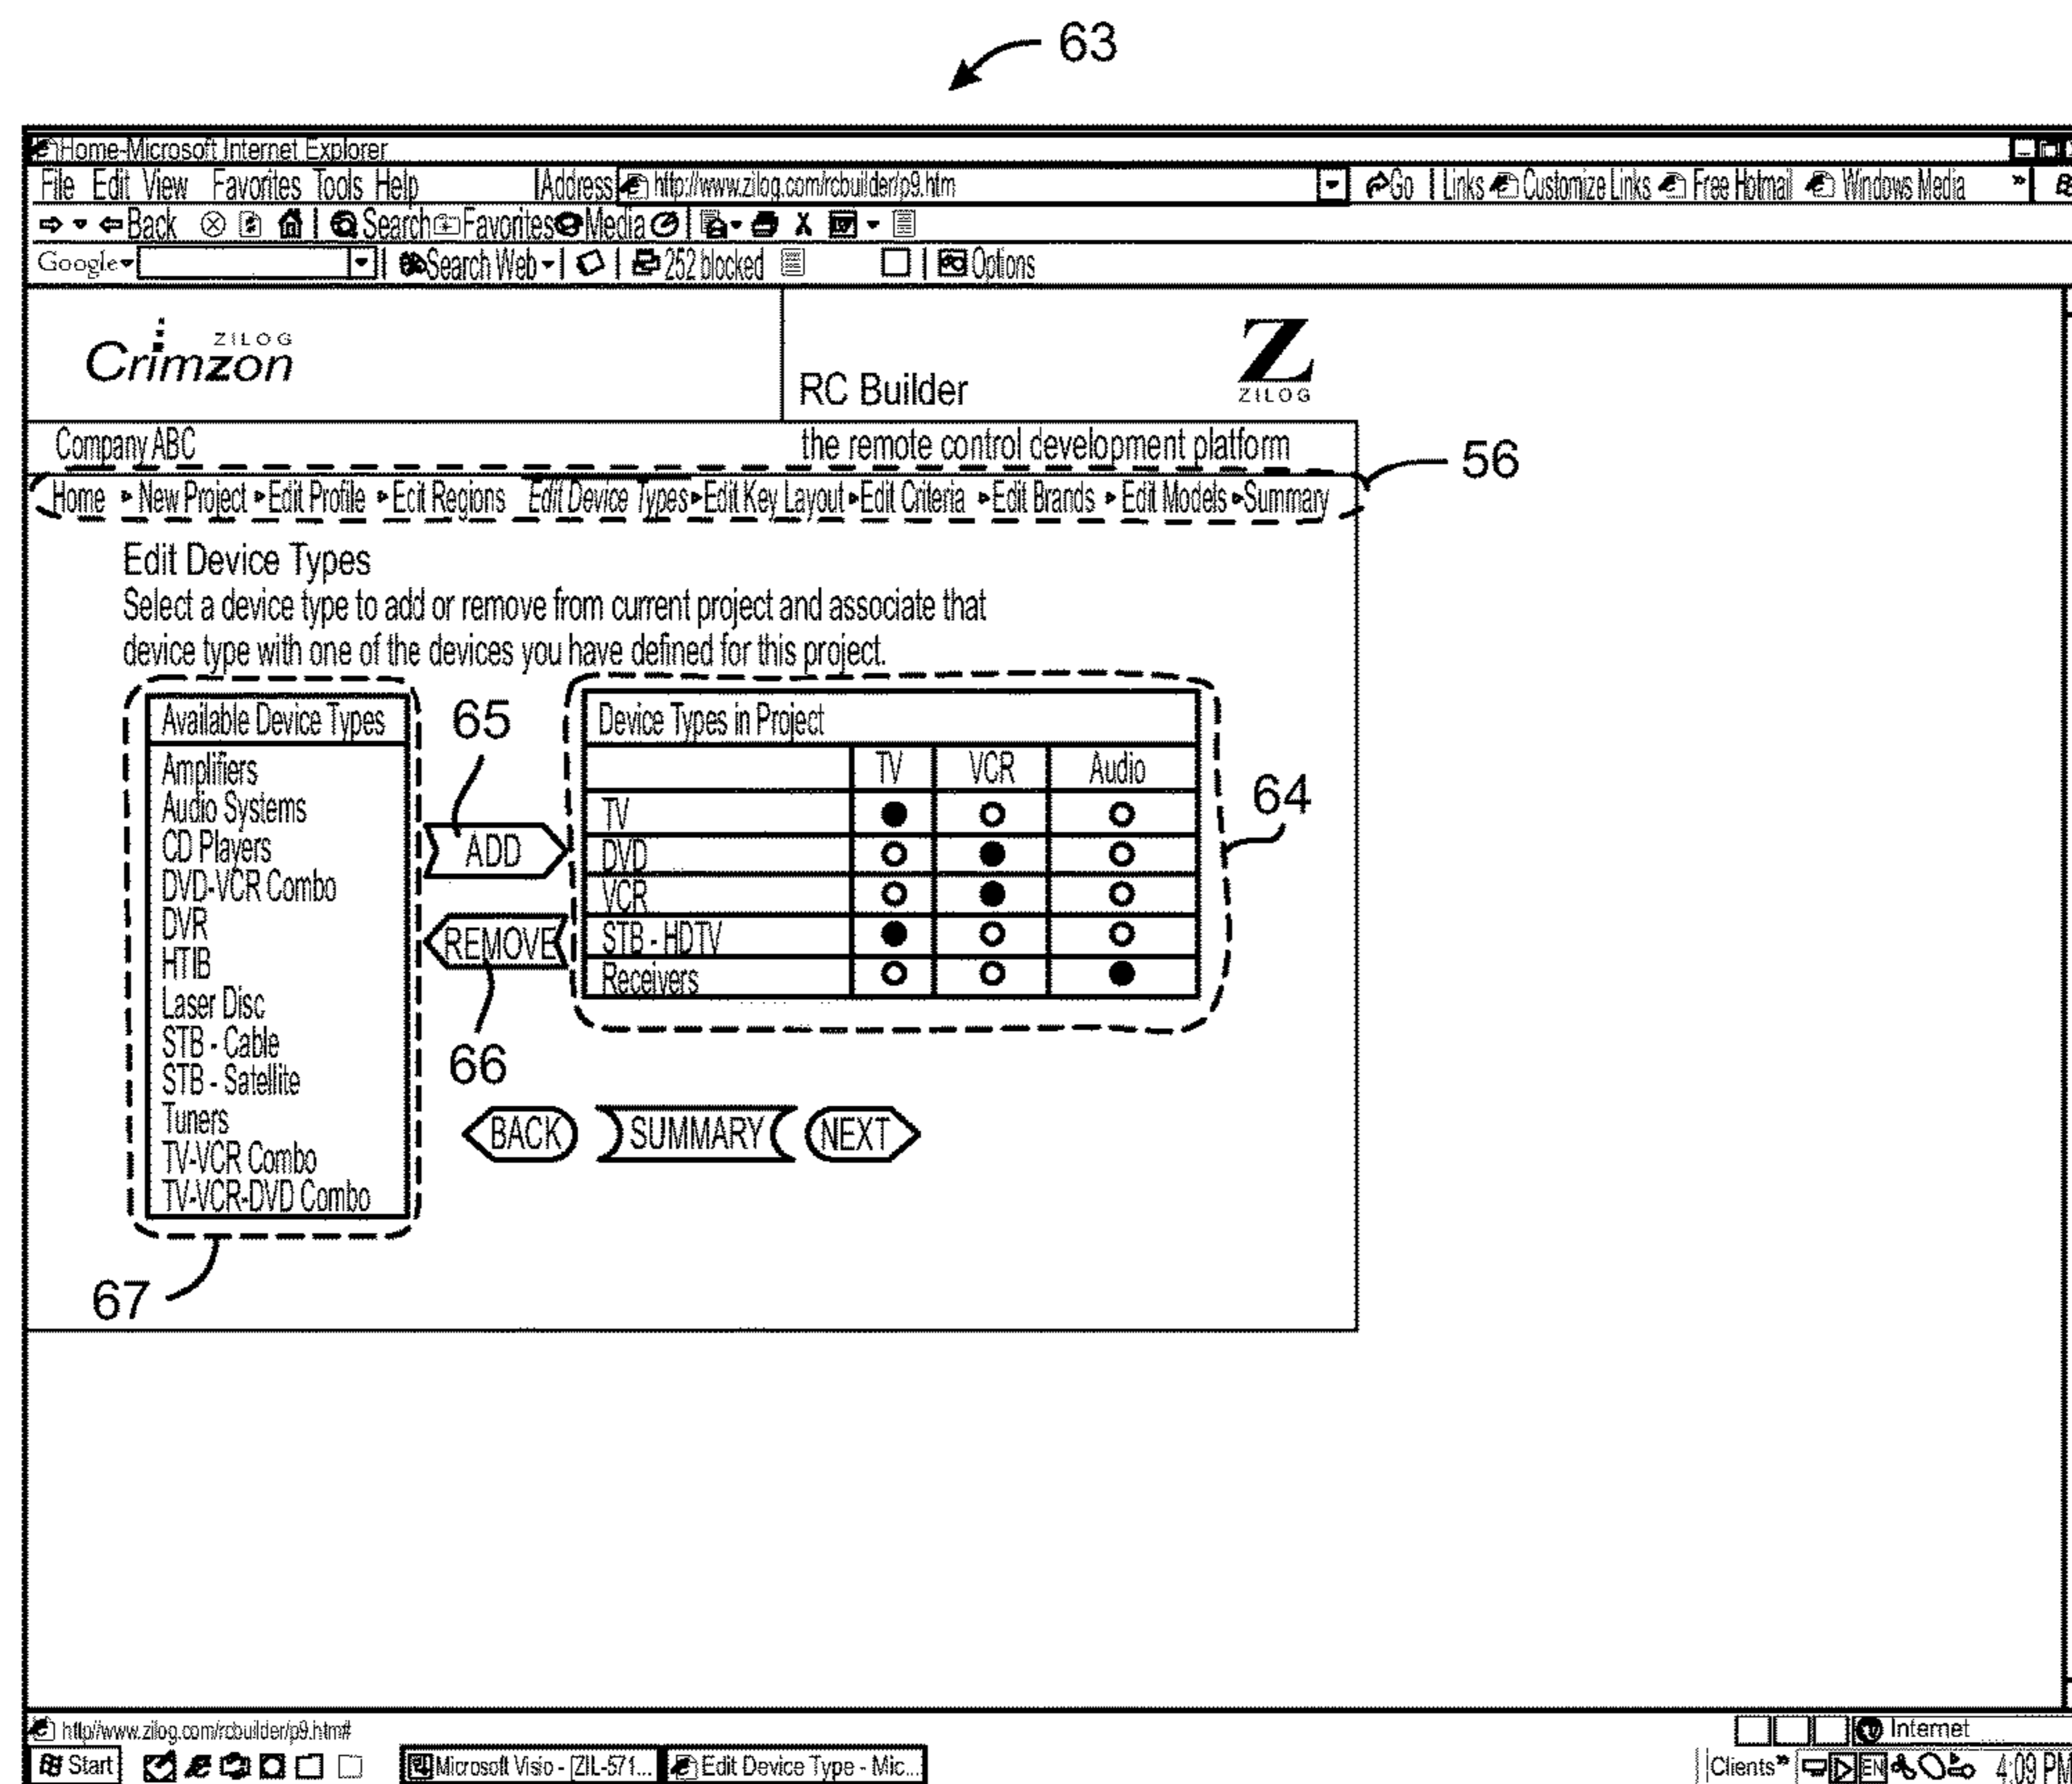 63
Home-Microsoft Internet Explorer
File Edit View Favorites Tools Help Address http://www.zilog.com/rcbuilder/p9.htm Go Links Customize Links Free Hotmail Windows Media »
Back Search Favorites Media
Google Search Web 252 blocked Options
ZILOG
Crimzon
RC Builder
Z
ZILOG
Company ABC the remote control development platform
56
Home New Project Edit Profile Ecit Regions Edit Device Types Edit Key Layout Edit Criteria Edit Brands Edit Models Summary
Edit Device Types
Select a device type to add or remove from current project and associate that
device type with one of the devices you have defined for this project.
Available Device Types
Amplifiers
Audio Systems
CD Players
DVD-VCR Combo
DVR
HTIB
Laser Disc
STB - Cable
STB - Satellite
Tuners
TV-VCR Combo
TV-VCR-DVD Combo
67
65
ADD
REMOVE
66
Device Types in Project
TV VCR Audio
TV
DVD
VCR
STB - HDTV
Receivers
64
BACK SUMMARY NEXT
http//www.zilog.com/rcbuilder/p9.htm# Internet
Start Microsoft Visio - [ZIL-571... Edit Device Type - Mic... Clients» EN 4:09 PM